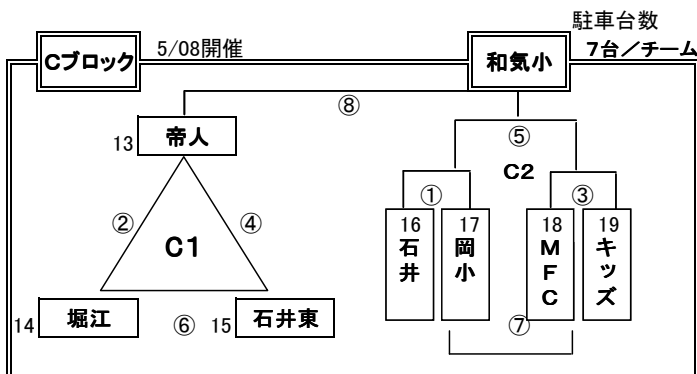 駐車台数
Cブロック 5/08開催 和気小 7台/チーム
⑧
13 帝人 ⑤
C2
① ③
② ④ 16 17 18 19
C1
石井
岡小
MFC
キッズ
14 堀江 ⑥ 15 石井東 ⑦